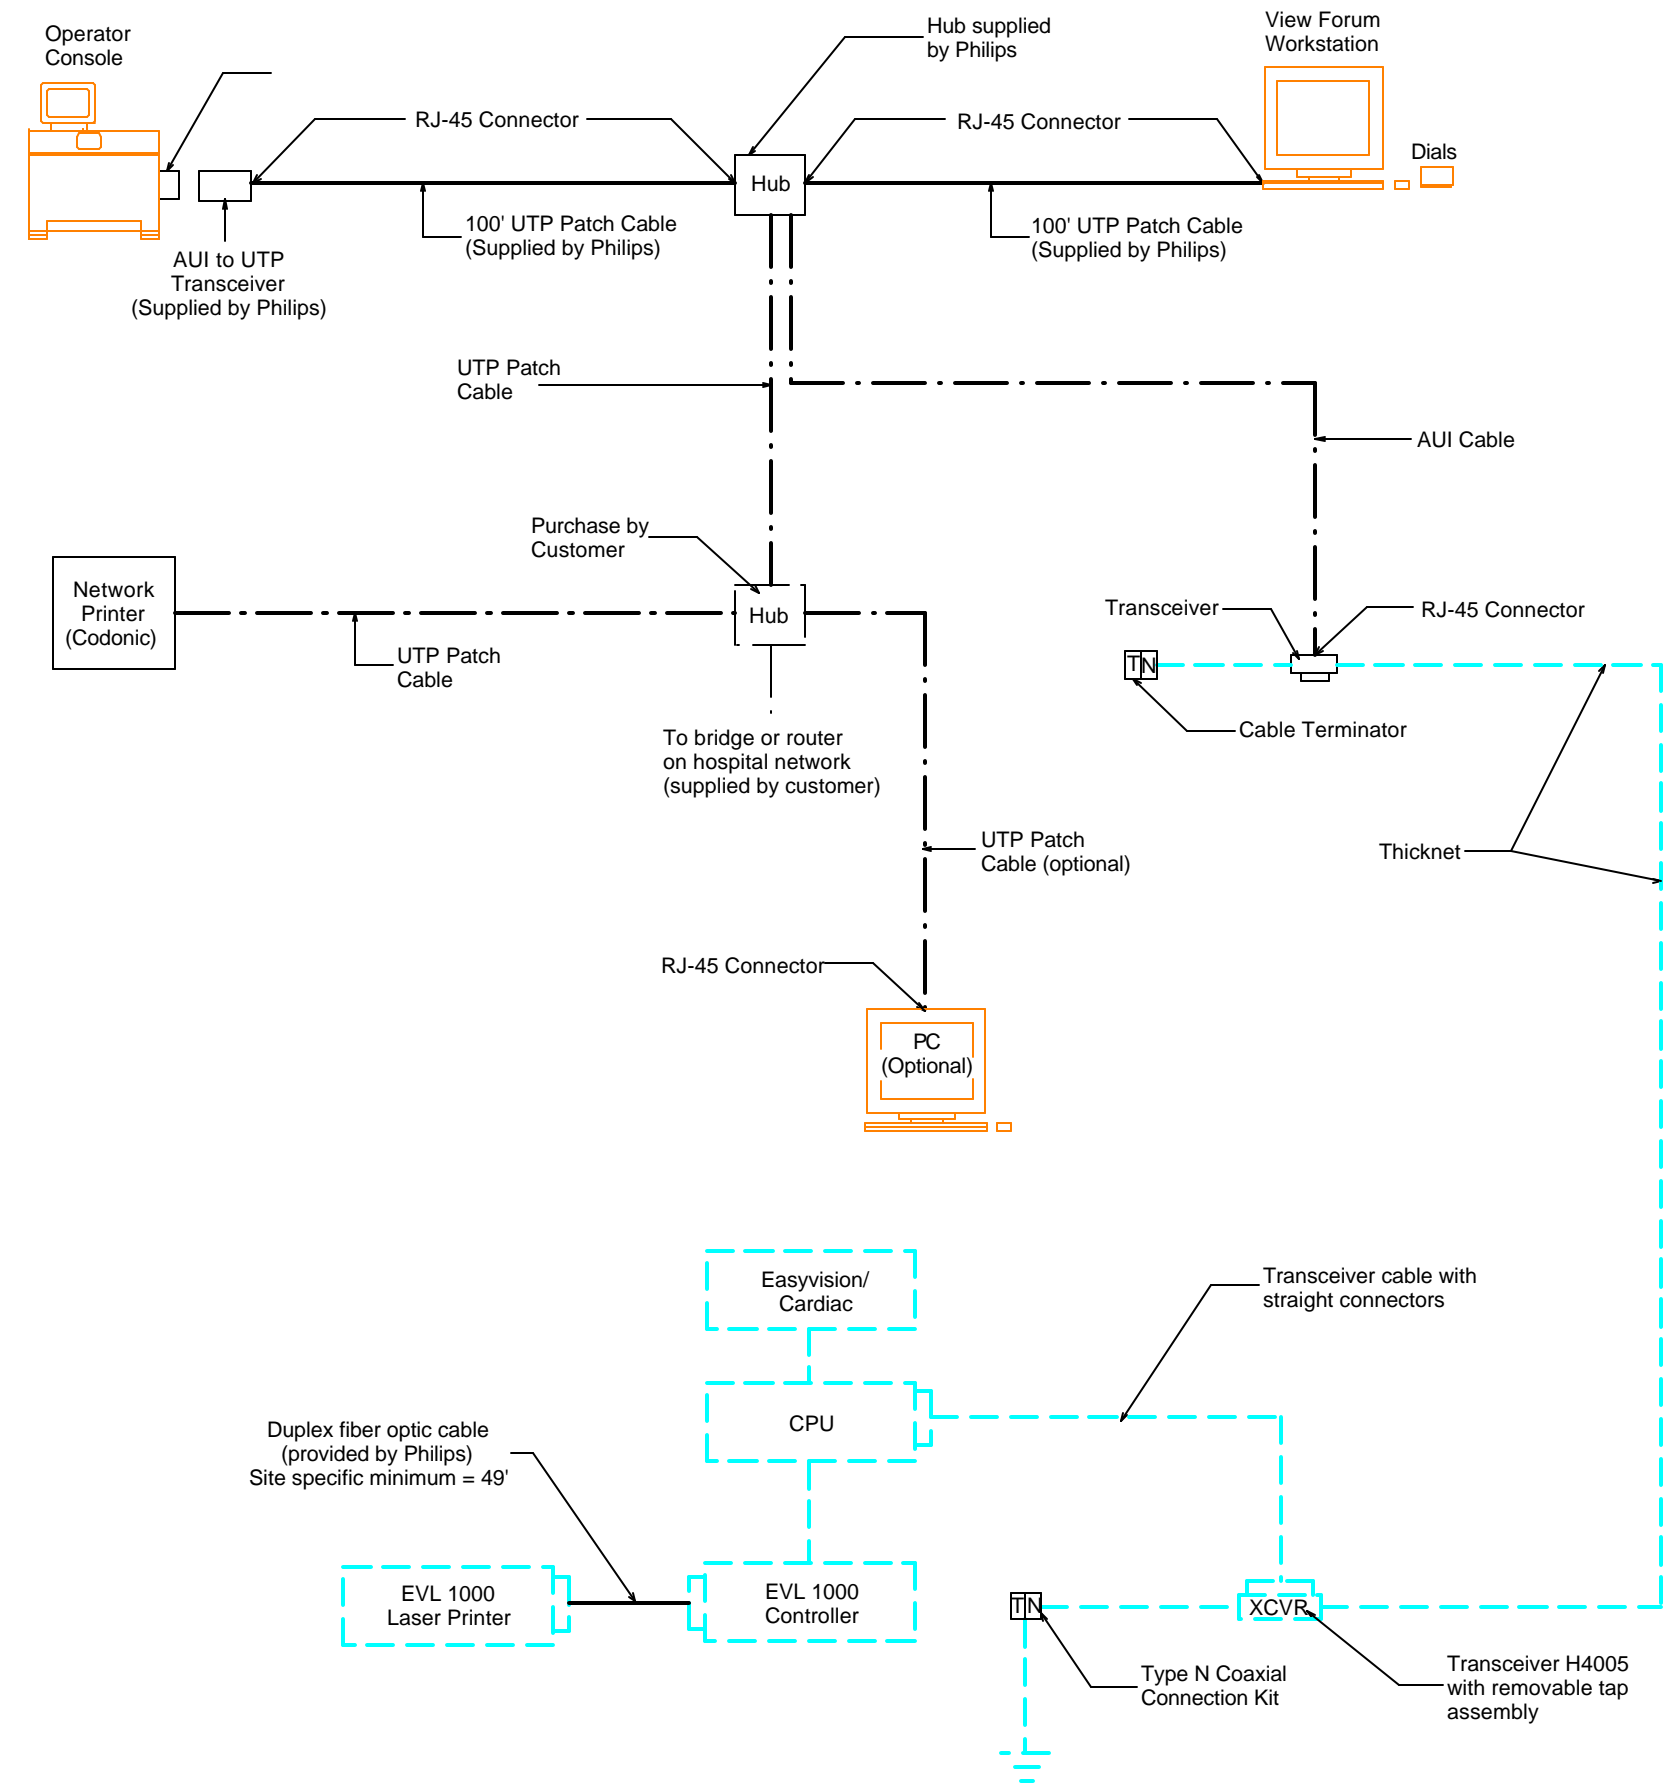 Operator
Console
Hub supplied
by Philips
View Forum
Workstation
RJ-45 Connector
RJ-45 Connector
Dials
Hub
100' UTP Patch Cable
(Supplied by Philips)
100' UTP Patch Cable
(Supplied by Philips)
AUI to UTP
Transceiver
(Supplied by Philips)
UTP Patch
Cable
AUI Cable
Purchase by
Customer
Network
Printer
(Codonic)
Hub
Transceiver
RJ-45 Connector
UTP Patch
Cable
TN
Cable Terminator
To bridge or router
on hospital network
(supplied by customer)
UTP Patch
Cable (optional)
Thicknet
RJ-45 Connector
PC
(Optional)
Easyvision/
Cardiac
Transceiver cable with
straight connectors
CPU
Duplex fiber optic cable
(provided by Philips)
Site specific minimum = 49'
EVL 1000
Laser Printer
EVL 1000
Controller
TN
XCVR
Type N Coaxial
Connection Kit
Transceiver H4005
with removable tap
assembly